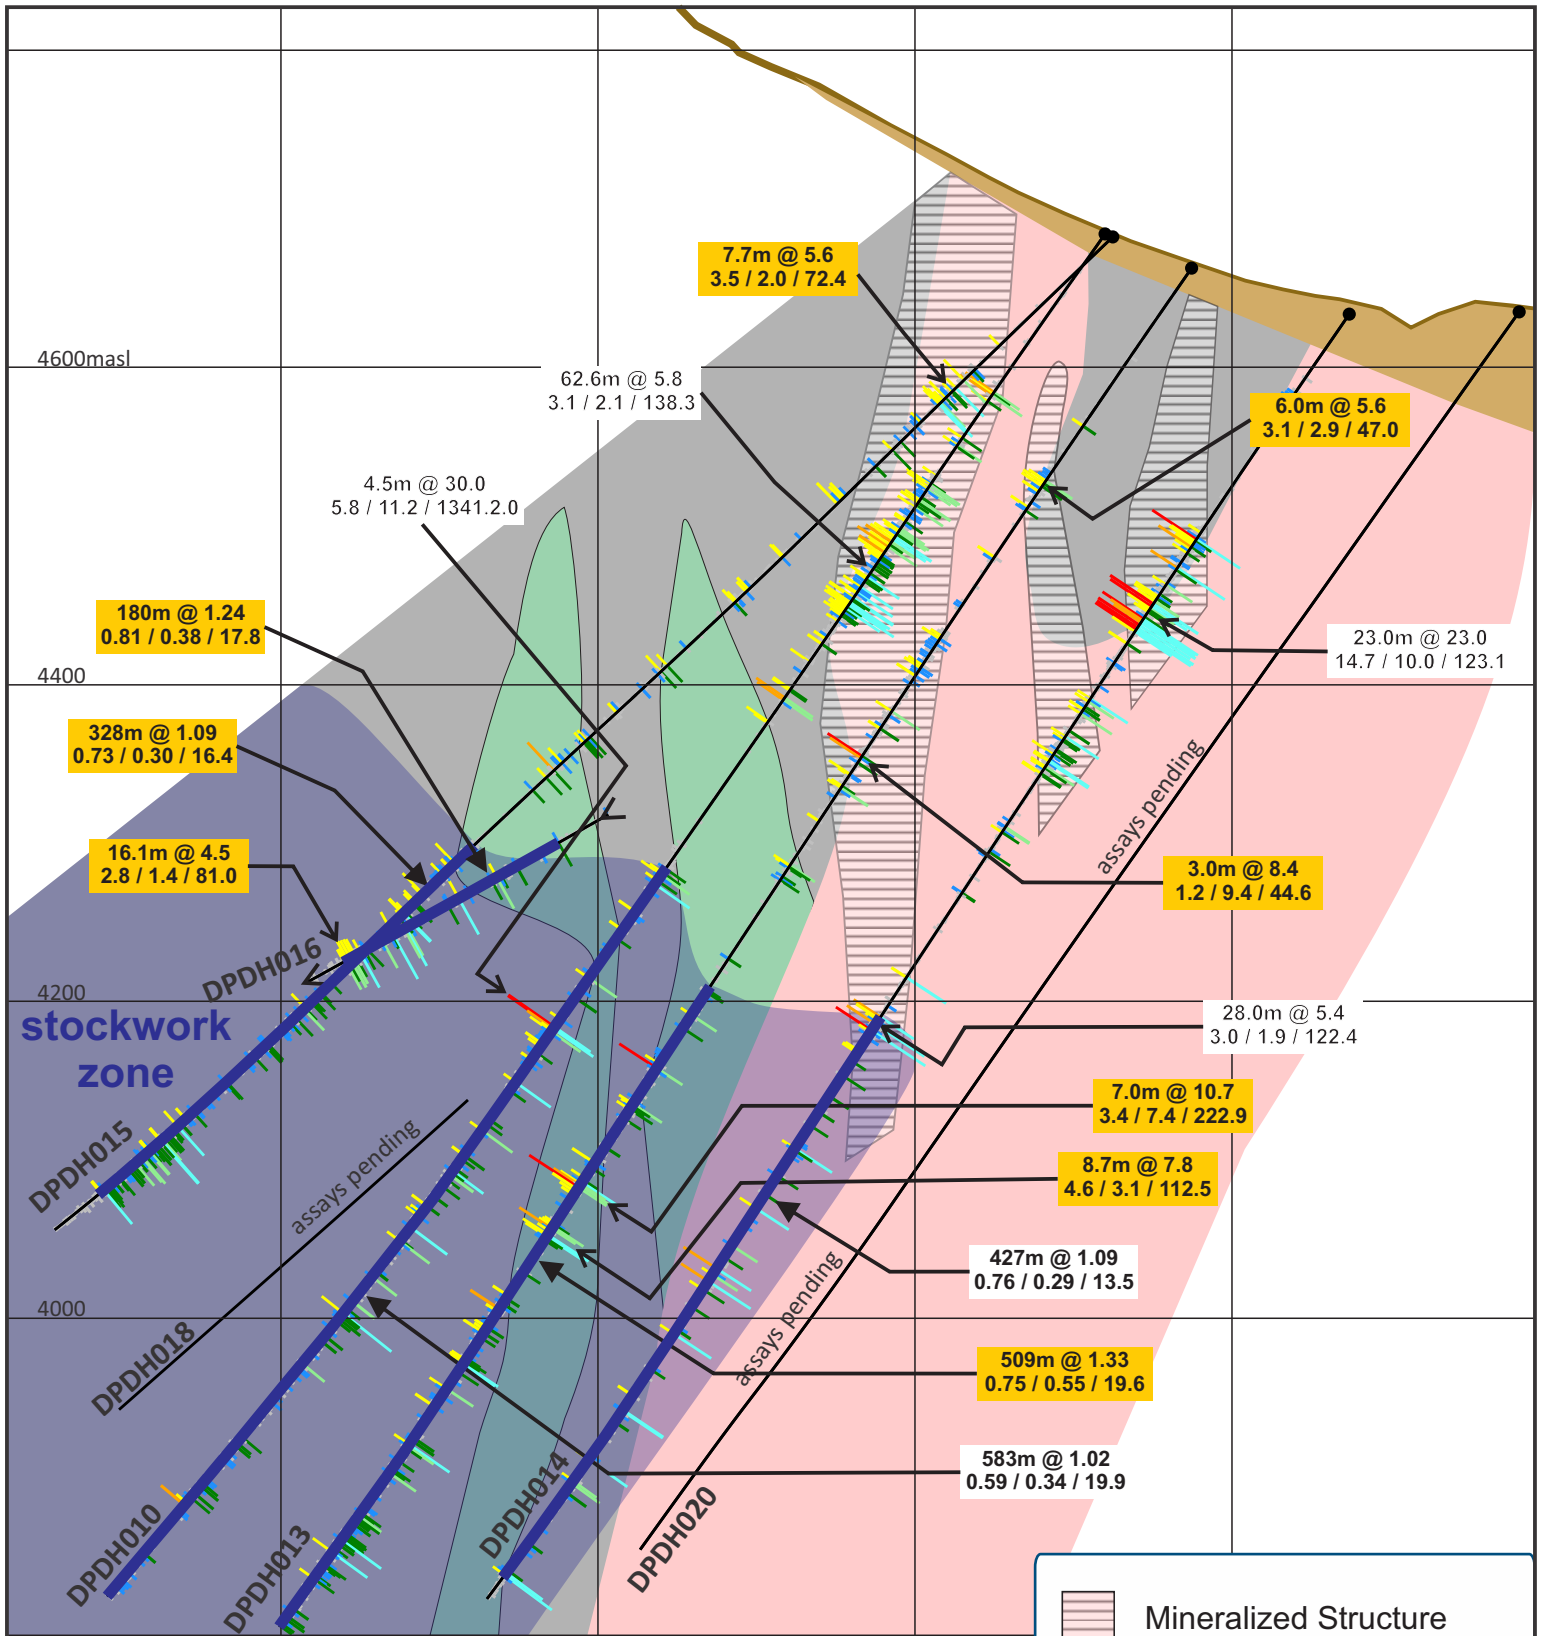 7.7m @ 5.6
3.5 / 2.0 / 72.4
4600masl
62.6m @ 5.8
3.1 / 2.1 / 138.3
6.0m @ 5.6
3.1 / 2.9 / 47.0
4.5m @ 30.0
5.8 / 11.2 / 1341.2.0
180m @ 1.24
0.81 / 0.38 / 17.8
23.0m @ 23.0
14.7 / 10.0 / 123.1
4400
328m @ 1.09
0.73 / 0.30 / 16.4
assays pending
16.1m @ 4.5
2.8 / 1.4 / 81.0
3.0m @ 8.4
1.2 / 9.4 / 44.6
DPDH016
4200
stockwork
zone
28.0m @ 5.4
3.0 / 1.9 / 122.4
7.0m @ 10.7
3.4 / 7.4 / 222.9
DPDH015
assays pending
8.7m @ 7.8
4.6 / 3.1 / 112.5
427m @ 1.09
0.76 / 0.29 / 13.5
4000
assays pending
DPDH018
509m @ 1.33
0.75 / 0.55 / 19.6
583m @ 1.02
0.59 / 0.34 / 19.9
DPDH010
DPDH013
DPDH014
DPDH020
Mineralized Structure